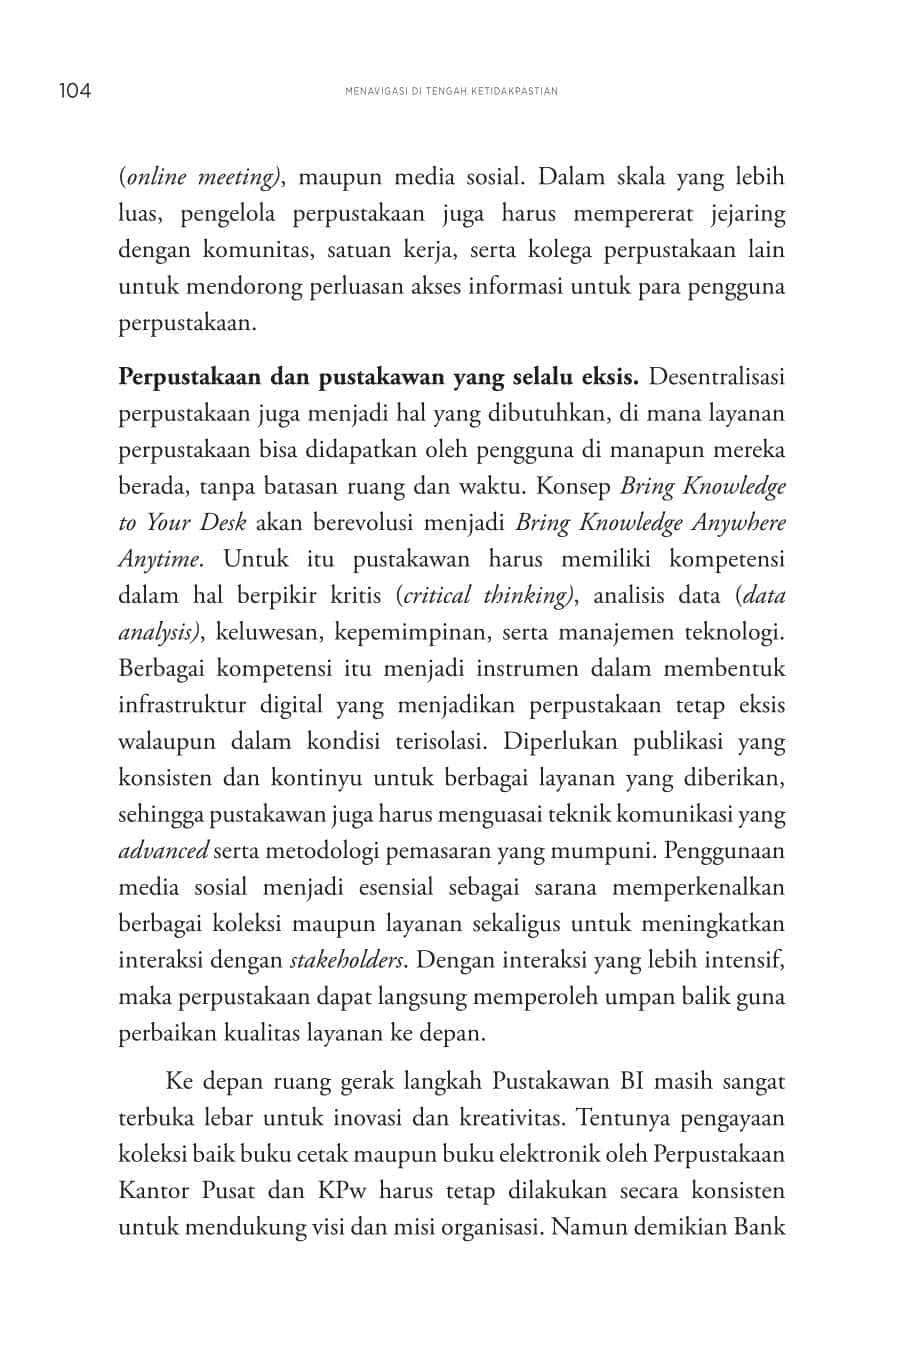 104
MENAVIGASI DI TENGAH KETIDAKPASTIAN
(online meeting), maupun media sosial. Dalam skala yang lebih
luas, pengelola perpustakaan juga harus mempererat jejaring
dengan komunitas, satuan kerja, serta kolega perpustakaan lain
untuk mendorong perluasan akses informasi untuk para pengguna
perpustakaan.
Perpustakaan dan pustakawan yang selalu eksis. Desentralisasi
perpustakaan juga menjadi hal yang dibutuhkan, di mana layanan
perpustakaan bisa didapatkan oleh pengguna di manapun mereka
berada, tanpa batasan ruang dan waktu. Konsep Bring Knowledge
to Your Desk akan berevolusi menjadi Bring Knowledge Anywhere
Anytime. Untuk itu pustakawan harus memiliki kompetensi
dalam hal berpikir kritis (critical thinking), analisis data (data
analysis), keluwesan, kepemimpinan, serta manajemen teknologi.
Berbagai kompetensi itu menjadi instrumen dalam membentuk
infrastruktur digital yang menjadikan perpustakaan tetap eksis
walaupun dalam kondisi terisolasi. Diperlukan publikasi yang
konsisten dan kontinyu untuk berbagai layanan yang diberikan,
sehingga pustakawan juga harus menguasai teknik komunikasi yang
advanced serta metodologi pemasaran yang mumpuni. Penggunaan
media sosial menjadi esensial sebagai sarana memperkenalkan
berbagai koleksi maupun layanan sekaligus untuk meningkatkan
interaksi dengan stakeholders. Dengan interaksi yang lebih intensif,
maka perpustakaan dapat langsung memperoleh umpan balik guna
perbaikan kualitas layanan ke depan.
Ke depan ruang gerak langkah Pustakawan BI masih sangat
terbuka lebar untuk inovasi dan kreativitas. Tentunya pengayaan
koleksi baik buku cetak maupun buku elektronik oleh Perpustakaan
Kantor Pusat dan KPw harus tetap dilakukan secara konsisten
untuk mendukung visi dan misi organisasi. Namun demikian Bank